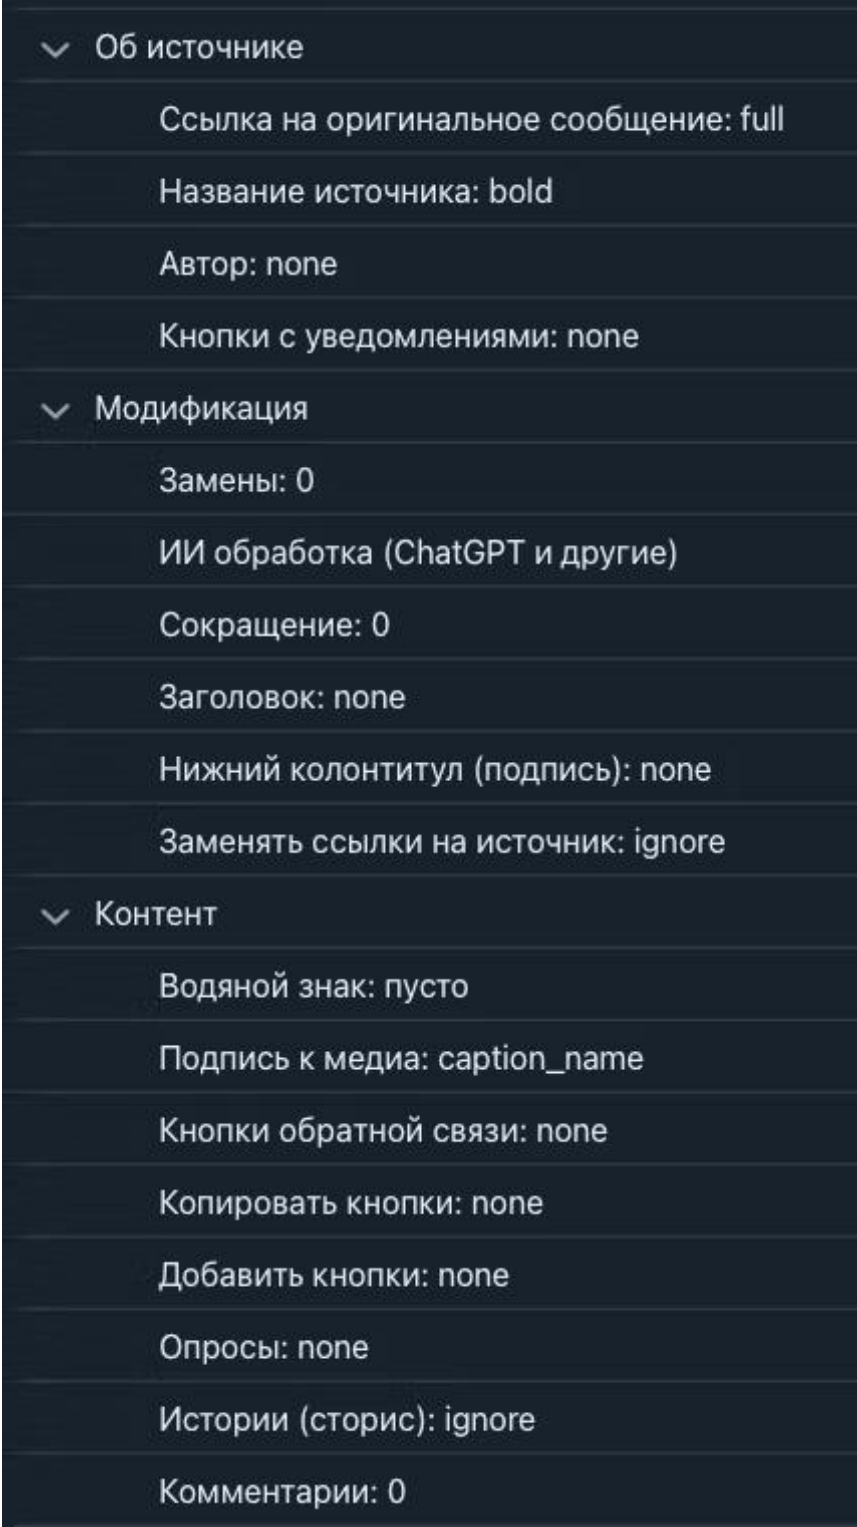 Об источнике
Ссылка на оригинальное сообщение: full
Название источника: bold
Автор: none
Кнопки с уведомлениями: none
Модификация
Замены: 0
ИИ обработка (ChatGPT и другие)
Сокращение: 0
Заголовок: none
Нижний колонтитул (подпись): none
Заменять ссылки на источник: ignore
Контент
Водяной знак: пусто
Подпись к медиа: caption_name
Кнопки обратной связи: none
Копировать кнопки: none
Добавить кнопки: none
Опросы: none
Истории (сторис): ignore
Комментарии: 0